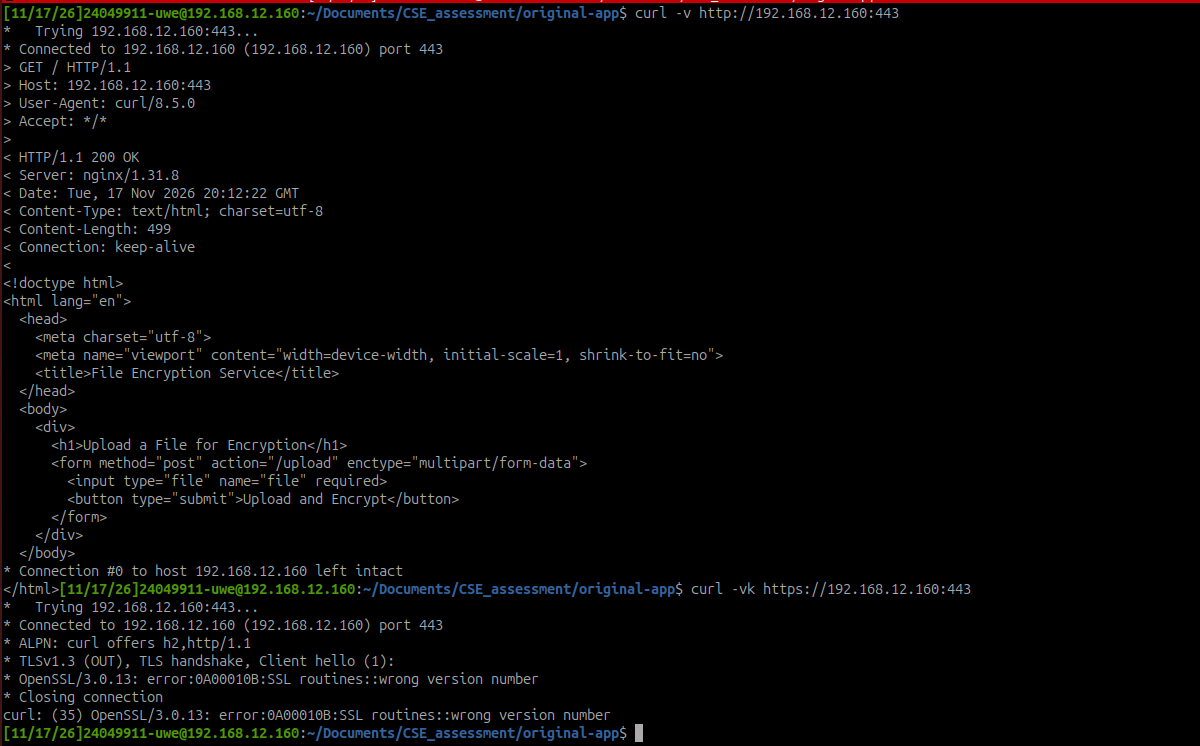 [11/17/26]24049911-uwe@192.168.12.160:~/Documents/CSE_assessment/original-app$ curl -v http://192.168.12.160:443
*   Trying 192.168.12.160:443...
* Connected to 192.168.12.160 (192.168.12.160) port 443
> GET / HTTP/1.1
> Host: 192.168.12.160:443
> User-Agent: curl/8.5.0
> Accept: */*
>
< HTTP/1.1 200 OK
< Server: nginx/1.31.8
< Date: Tue, 17 Nov 2026 20:12:22 GMT
< Content-Type: text/html; charset=utf-8
< Content-Length: 499
< Connection: keep-alive
<
<!doctype html>
<html lang="en">
  <head>
    <meta charset="utf-8">
    <meta name="viewport" content="width=device-width, initial-scale=1, shrink-to-fit=no">
    <title>File Encryption Service</title>
  </head>
  <body>
    <div>
      <h1>Upload a File for Encryption</h1>
      <form method="post" action="/upload" enctype="multipart/form-data">
        <input type="file" name="file" required>
        <button type="submit">Upload and Encrypt</button>
      </form>
    </div>
  </body>
* Connection #0 to host 192.168.12.160 left intact
</html>[11/17/26]24049911-uwe@192.168.12.160:~/Documents/CSE_assessment/original-app$ curl -vk https://192.168.12.160:443
*   Trying 192.168.12.160:443...
* Connected to 192.168.12.160 (192.168.12.160) port 443
* ALPN: curl offers h2,http/1.1
* TLSv1.3 (OUT), TLS handshake, Client hello (1):
* OpenSSL/3.0.13: error:0A00010B:SSL routines::wrong version number
* Closing connection
curl: (35) OpenSSL/3.0.13: error:0A00010B:SSL routines::wrong version number
[11/17/26]24049911-uwe@192.168.12.160:~/Documents/CSE_assessment/original-app$